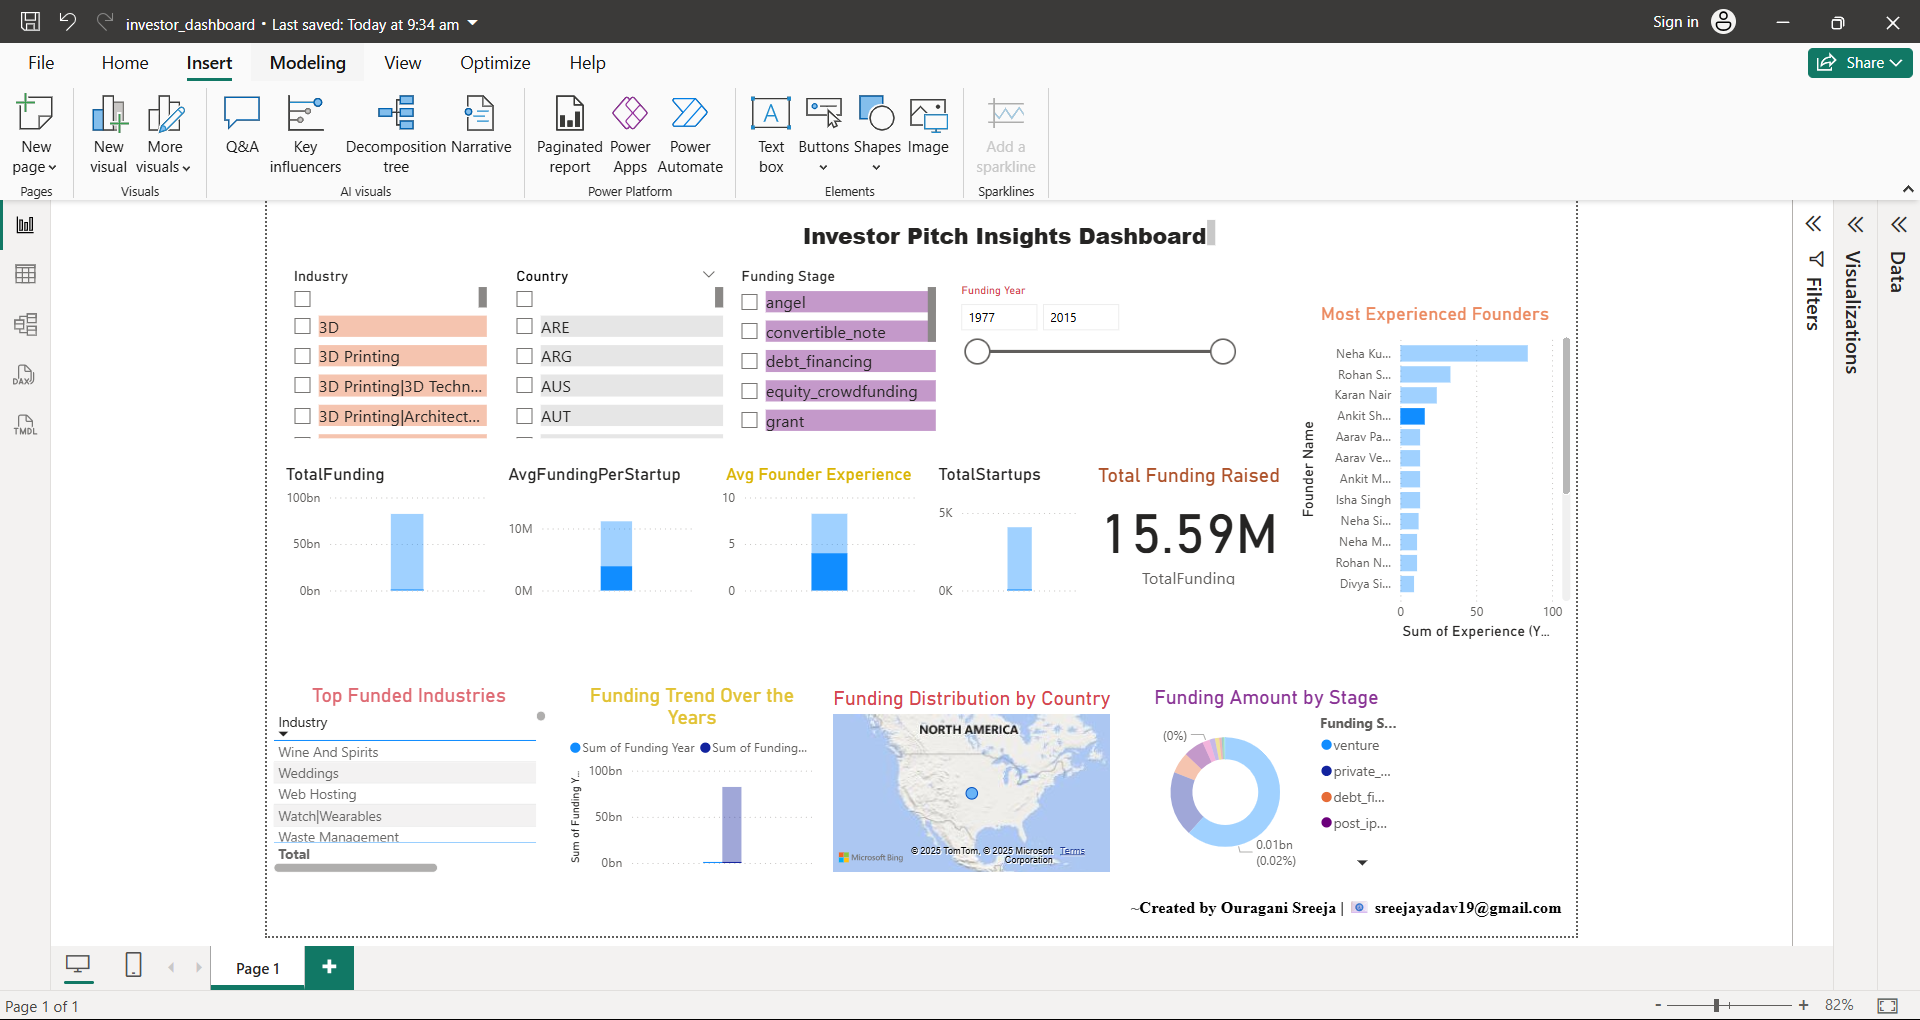 investor_dashboard • Last saved: Today at 9:34 am
Sign in
File Home Insert Modeling View Optimize Help
Share
New page
Pages
New visual
More visuals
Visuals
Q&A
Key influencers
Decomposition tree
Narrative
AI visuals
Paginated report
Power Apps
Power Automate
Power Platform
Text box
Buttons
Shapes
Image
Elements
Add a sparkline
Sparklines
DAX
TMDL
Investor Pitch Insights Dashboard
Industry
3D
3D Printing
3D Printing|3D Techn...
3D Printing|Architect...
Country
ARE
ARG
AUS
AUT
Funding Stage
angel
convertible_note
debt_financing
equity_crowdfunding
grant
Funding Year
1977 2015
Most Experienced Founders
Founder Name
Neha Ku...
Rohan S...
Karan Nair
Ankit Sh...
Aarav Pa...
Aarav Ve...
Ankit M...
Isha Singh
Neha Si...
Neha M...
Rohan N...
Divya Si...
0 50 100
Sum of Experience (Y...
TotalFunding
100bn
50bn
0bn
AvgFundingPerStartup
10M
0M
Avg Founder Experience
10
5
0
TotalStartups
5K
0K
Total Funding Raised
15.59M
TotalFunding
Top Funded Industries
Industry
Wine And Spirits
Weddings
Web Hosting
Watch|Wearables
Waste Management
Total
Funding Trend Over the
Years
Sum of Funding Year Sum of Funding...
Sum of Funding Y...
100bn
50bn
0bn
Funding Distribution by Country
NORTH AMERICA
Microsoft Bing
© 2025 TomTom, © 2025 Microsoft Corporation Terms
Funding Amount by Stage
(0%)
0.01bn
(0.02%)
Funding S...
venture
private_...
debt_fi...
post_ip...
~Created by Ouragani Sreeja | sreejayadav19@gmail.com
Filters
Visualizations
Data
Page 1
+
Page 1 of 1
- + 82%